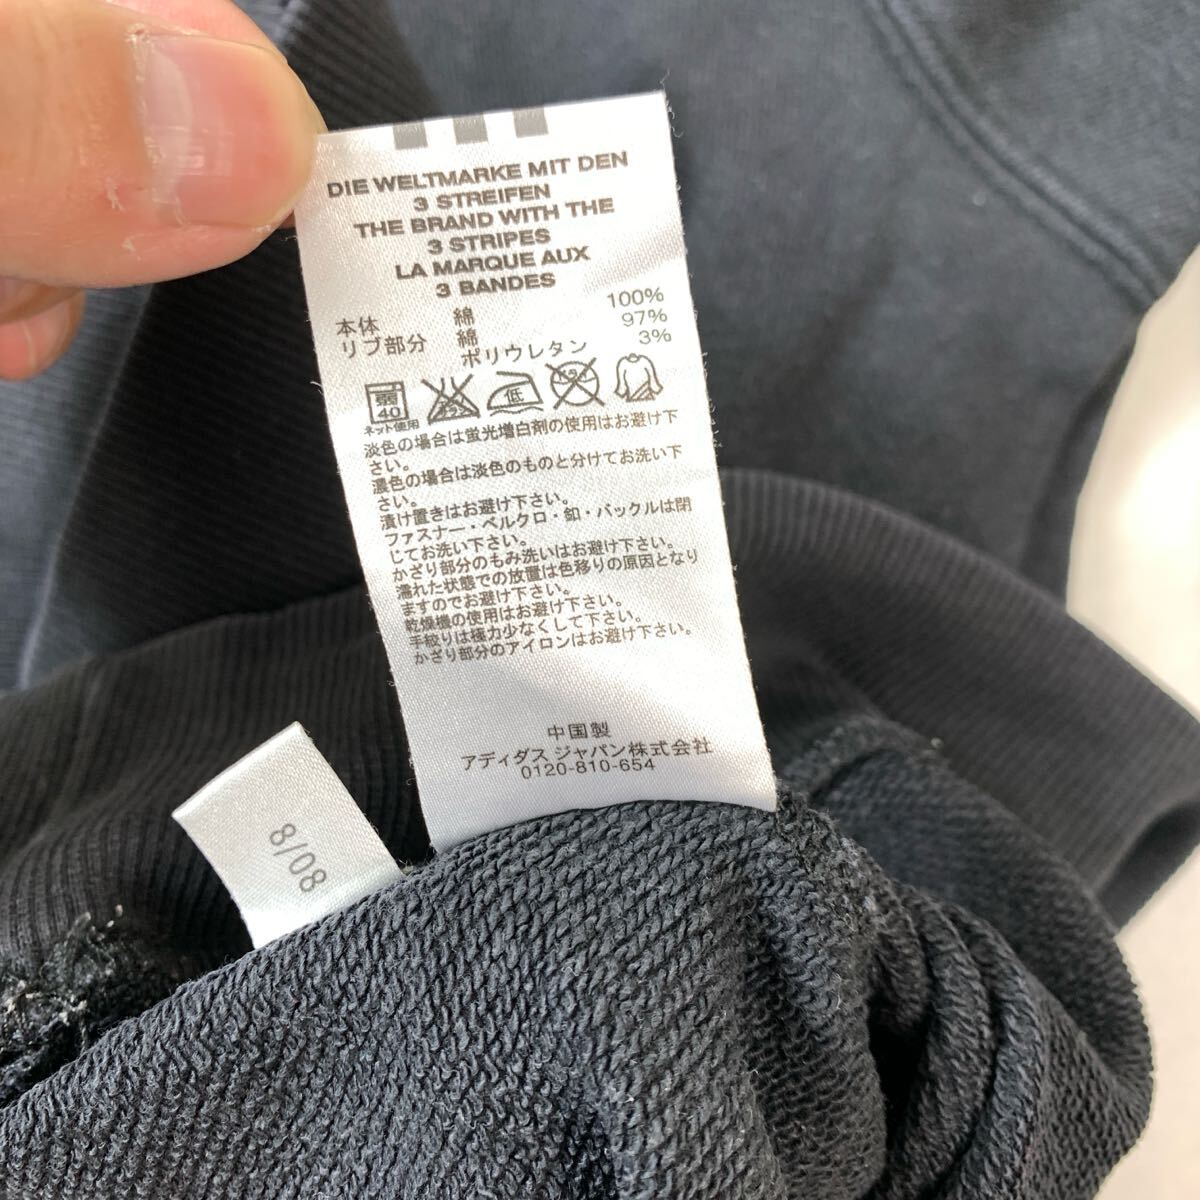 DIE WELTMARKE MIT DEN
3 STREIFEN
THE BRAND WITH THE
3 STRIPES
LA MARQUE AUX
3 BANDES
本体 綿 100%
リブ部分 綿 97%
ポリウレタン 3%
弱
40
低
ネット使用
淡色の場合は蛍光増白剤の使用はお避け下
さい。
濃色の場合は淡色のものと分けてお洗い下
さい。
漬け置きはお避け下さい。
ファスナー・ベルクロ・釦・バックルは閉
じてお洗い下さい。
かざり部分のもみ洗いはお避け下さい。
濡れた状態での放置は色移りの原因となり
ますのでお避け下さい。
乾燥機の使用はお避け下さい。
手絞りは極力少なくして下さい。
かざり部分のアイロンはお避け下さい。
中国製
アディダス ジャパン株式会社
0120-810-654
8/08